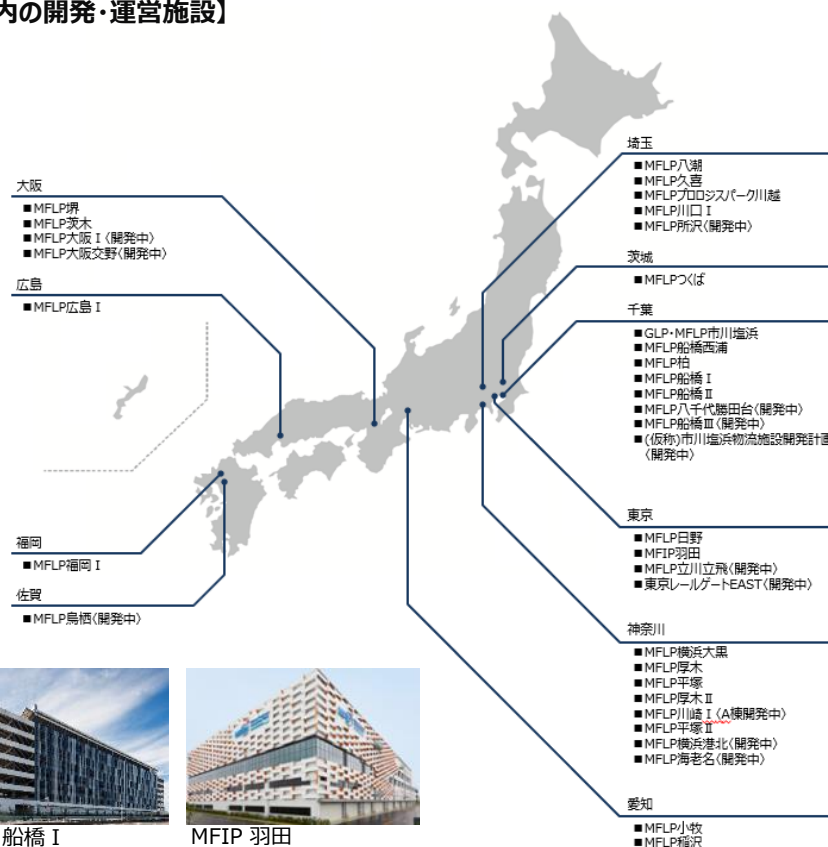 内の開発・運営施設】
大阪
■MFLP堺
■MFLP茨木
■MFLP大阪Ⅰ〈開発中〉
■MFLP大阪交野〈開発中〉
広島
■MFLP広島Ⅰ
福岡
■MFLP福岡Ⅰ
佐賀
■MFLP鳥栖〈開発中〉
埼玉
■MFLP八潮
■MFLP久喜
■MFLPプロロジスパーク川越
■MFLP川口Ⅰ
■MFLP所沢〈開発中〉
茨城
■MFLPつくば
千葉
■GLP・MFLP市川塩浜
■MFLP船橋西浦
■MFLP柏
■MFLP船橋Ⅰ
■MFLP船橋Ⅱ
■MFLP八千代勝田台〈開発中〉
■MFLP船橋Ⅲ〈開発中〉
■(仮称)市川塩浜物流施設開発計画
〈開発中〉
東京
■MFLP日野
■MFIP羽田
■MFLP立川立飛〈開発中〉
■東京レールゲートEAST〈開発中〉
神奈川
■MFLP横浜大黒
■MFLP厚木
■MFLP平塚
■MFLP厚木Ⅱ
■MFLP川崎Ⅰ〈A棟開発中〉
■MFLP平塚Ⅱ
■MFLP横浜港北〈開発中〉
■MFLP海老名〈開発中〉
愛知
■MFLP小牧
■MFLP稲沢
船橋Ⅰ
MFIP 羽田